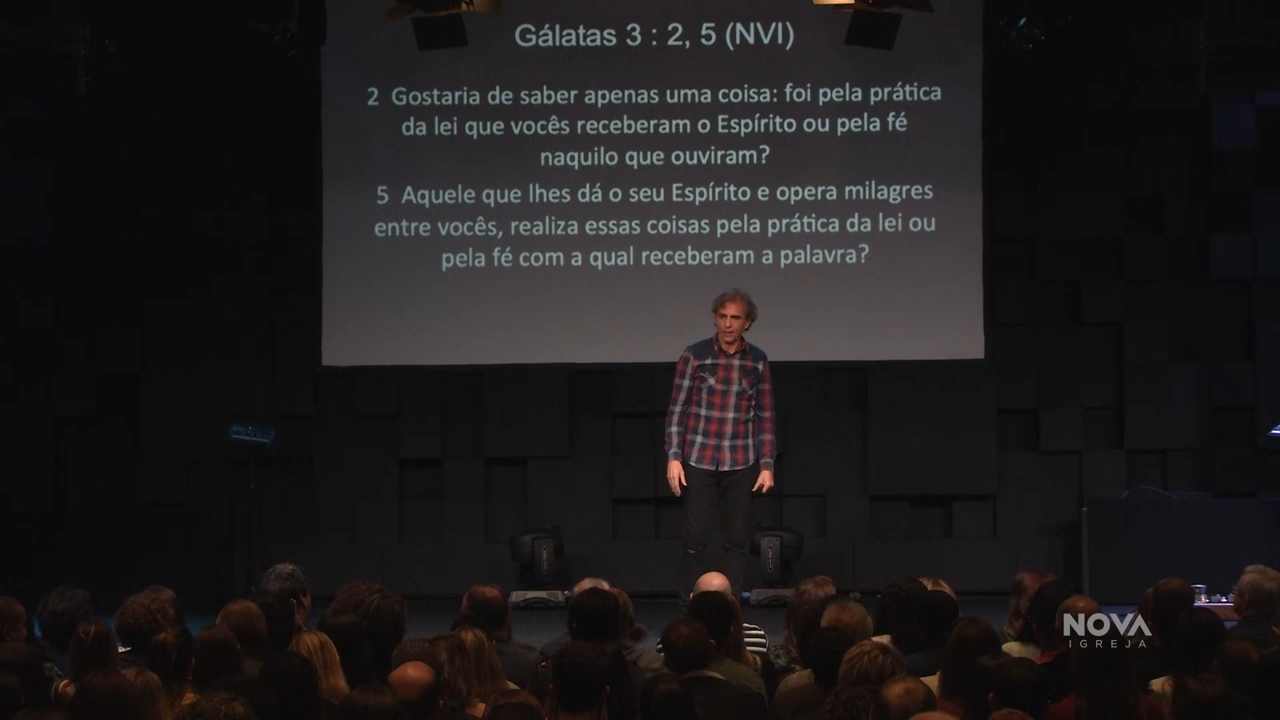 Gálatas 3 : 2, 5 (NVI)
2 Gostaria de saber apenas uma coisa: foi pela prática
da lei que vocês receberam o Espírito ou pela fé
naquilo que ouviram?
5 Aquele que lhes dá o seu Espírito e opera milagres
entre vocês, realiza essas coisas pela prática da lei ou
pela fé com a qual receberam a palavra?
NOVA
IGREJA